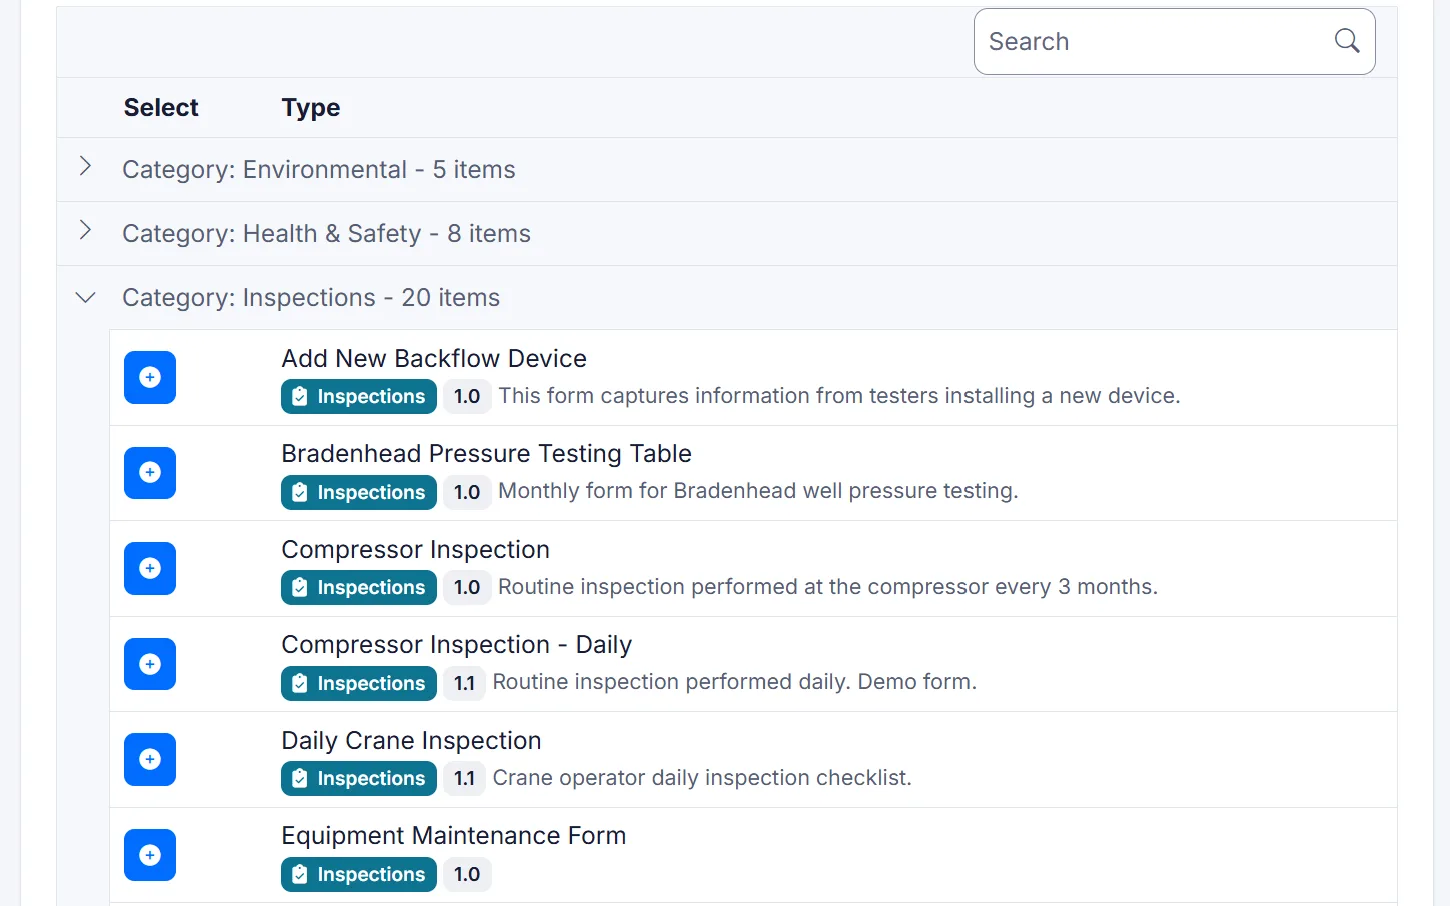 Search
Select Type
Category: Environmental - 5 items
Category: Health & Safety - 8 items
Category: Inspections - 20 items
Add New Backflow Device
Inspections 1.0 This form captures information from testers installing a new device.
Bradenhead Pressure Testing Table
Inspections 1.0 Monthly form for Bradenhead well pressure testing.
Compressor Inspection
Inspections 1.0 Routine inspection performed at the compressor every 3 months.
Compressor Inspection - Daily
Inspections 1.1 Routine inspection performed daily. Demo form.
Daily Crane Inspection
Inspections 1.1 Crane operator daily inspection checklist.
Equipment Maintenance Form
Inspections 1.0